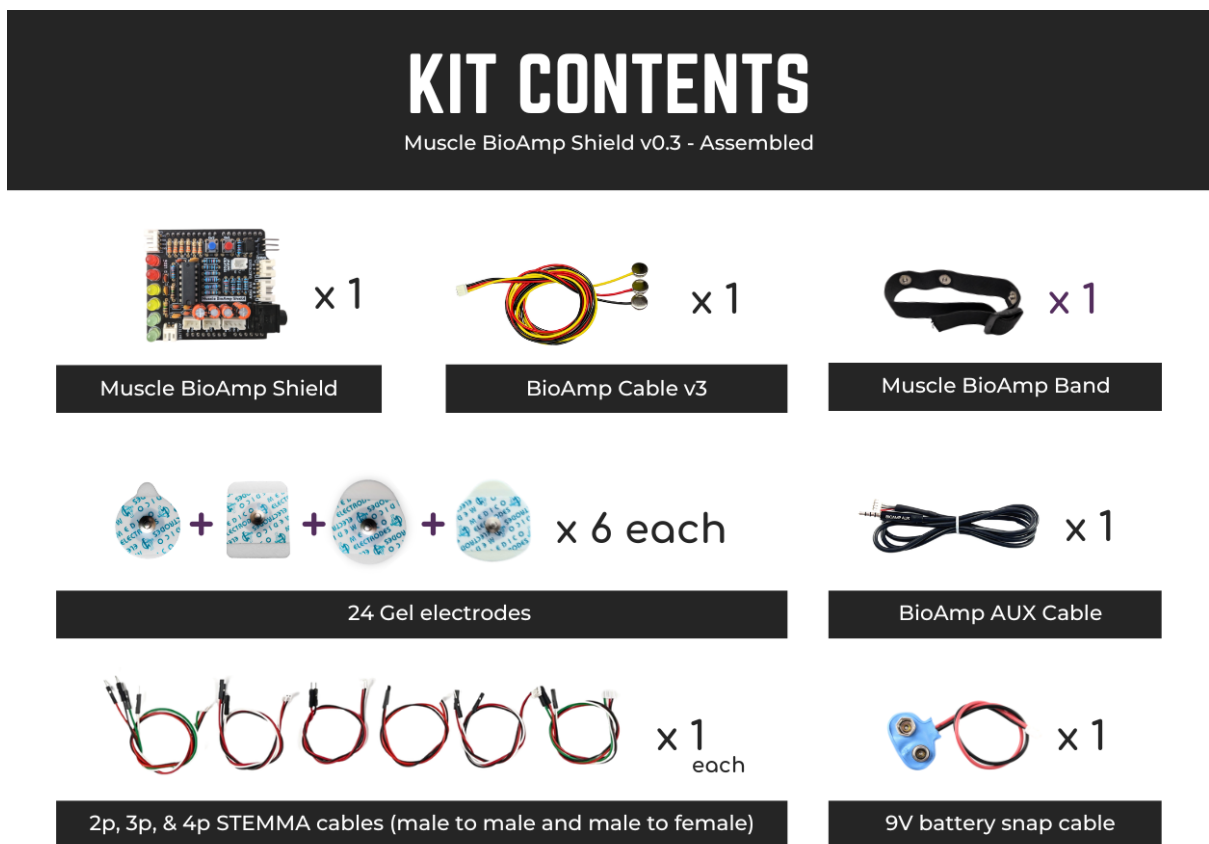 KIT CONTENTS
Muscle BioAmp Shield v0.3 - Assembled
x 1
x 1
x 1
Muscle BioAmp Shield
BioAmp Cable v3
Muscle BioAmp Band
+ + +
x 6 each
x 1
24 Gel electrodes
BioAmp AUX Cable
x 1
each
x 1
2p, 3p, & 4p STEMMA cables (male to male and male to female)
9V battery snap cable